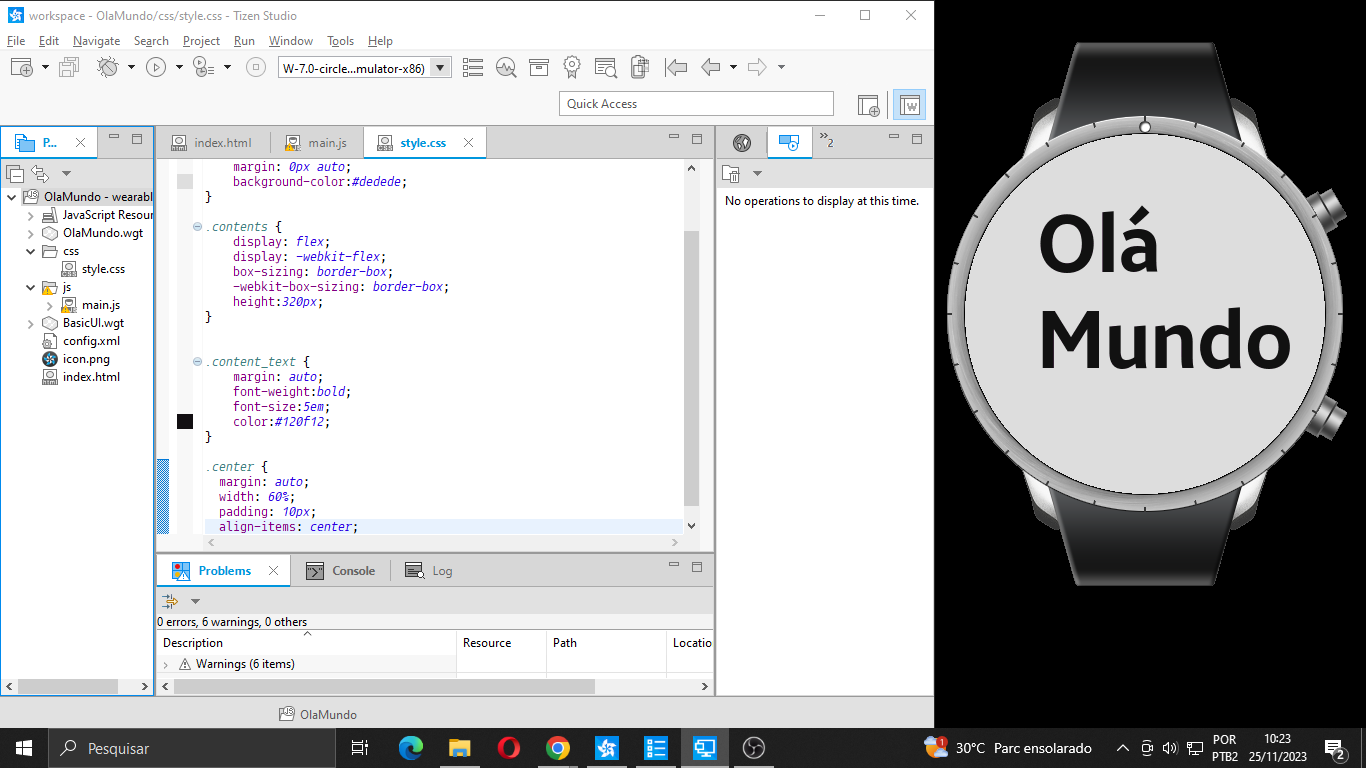 workspace - OlaMundo/css/style.css - Tizen Studio
File Edit Navigate Search Project Run Window Tools Help
W-7.0-circle...mulator-x86)
Quick Access
P...
index.html
main.js
style.css
2
OlaMundo - wearabl
JavaScript Resour
OlaMundo.wgt
css
style.css
js
main.js
BasicUI.wgt
config.xml
icon.png
index.html
margin: 0px auto;
background-color:#dedede;
}
.contents {
display: flex;
display: -webkit-flex;
box-sizing: border-box;
-webkit-box-sizing: border-box;
height:320px;
}
.content_text {
margin: auto;
font-weight:bold;
font-size:5em;
color:#120f12;
}
.center {
margin: auto;
width: 60%;
padding: 10px;
align-items: center;
No operations to display at this time.
Problems
Console
Log
0 errors, 6 warnings, 0 others
Description Resource Path Locatio
Warnings (6 items)
OlaMundo
Olá
Mundo
Pesquisar
1
30°C Parc ensolarado
POR
PTB2
10:23
25/11/2023
2